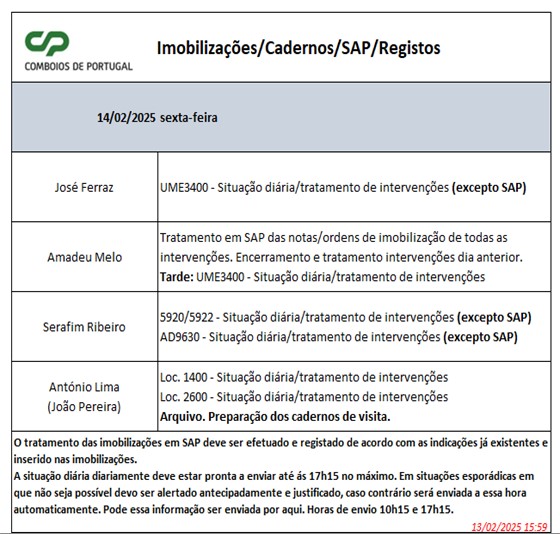 CP
COMBOIOS DE PORTUGAL
Imobilizações/Cadernos/SAP/Registos
14/02/2025 sexta-feira
José Ferraz
UME3400 - Situação diária/tratamento de intervenções (excepto SAP)
Amadeu Melo
Tratamento em SAP das notas/ordens de imobilização de todas as
intervenções. Encerramento e tratamento intervenções dia anterior.
Tarde: UME3400 - Situação diária/tratamento de intervenções
Serafim Ribeiro
5920/5922 - Situação diária/tratamento de intervenções (excepto SAP)
AD9630 - Situação diária/tratamento de intervenções (excepto SAP)
António Lima
(João Pereira)
Loc. 1400 - Situação diária/tratamento de intervenções
Loc. 2600 - Situação diária/tratamento de intervenções
Arquivo. Preparação dos cadernos de visita.
O tratamento das imobilizações em SAP deve ser efetuado e registado de acordo com as indicações já existentes e
inserido nas imobilizações.
A situação diária diariamente deve estar pronta a enviar até ás 17h15 no máximo. Em situações esporádicas em
que não seja possível devo ser alertado antecipadamente e justificado, caso contrário será enviada a essa hora
automaticamente. Pode essa informação ser enviada por aqui. Horas de envio 10h15 e 17h15.
13/02/2025 15:59